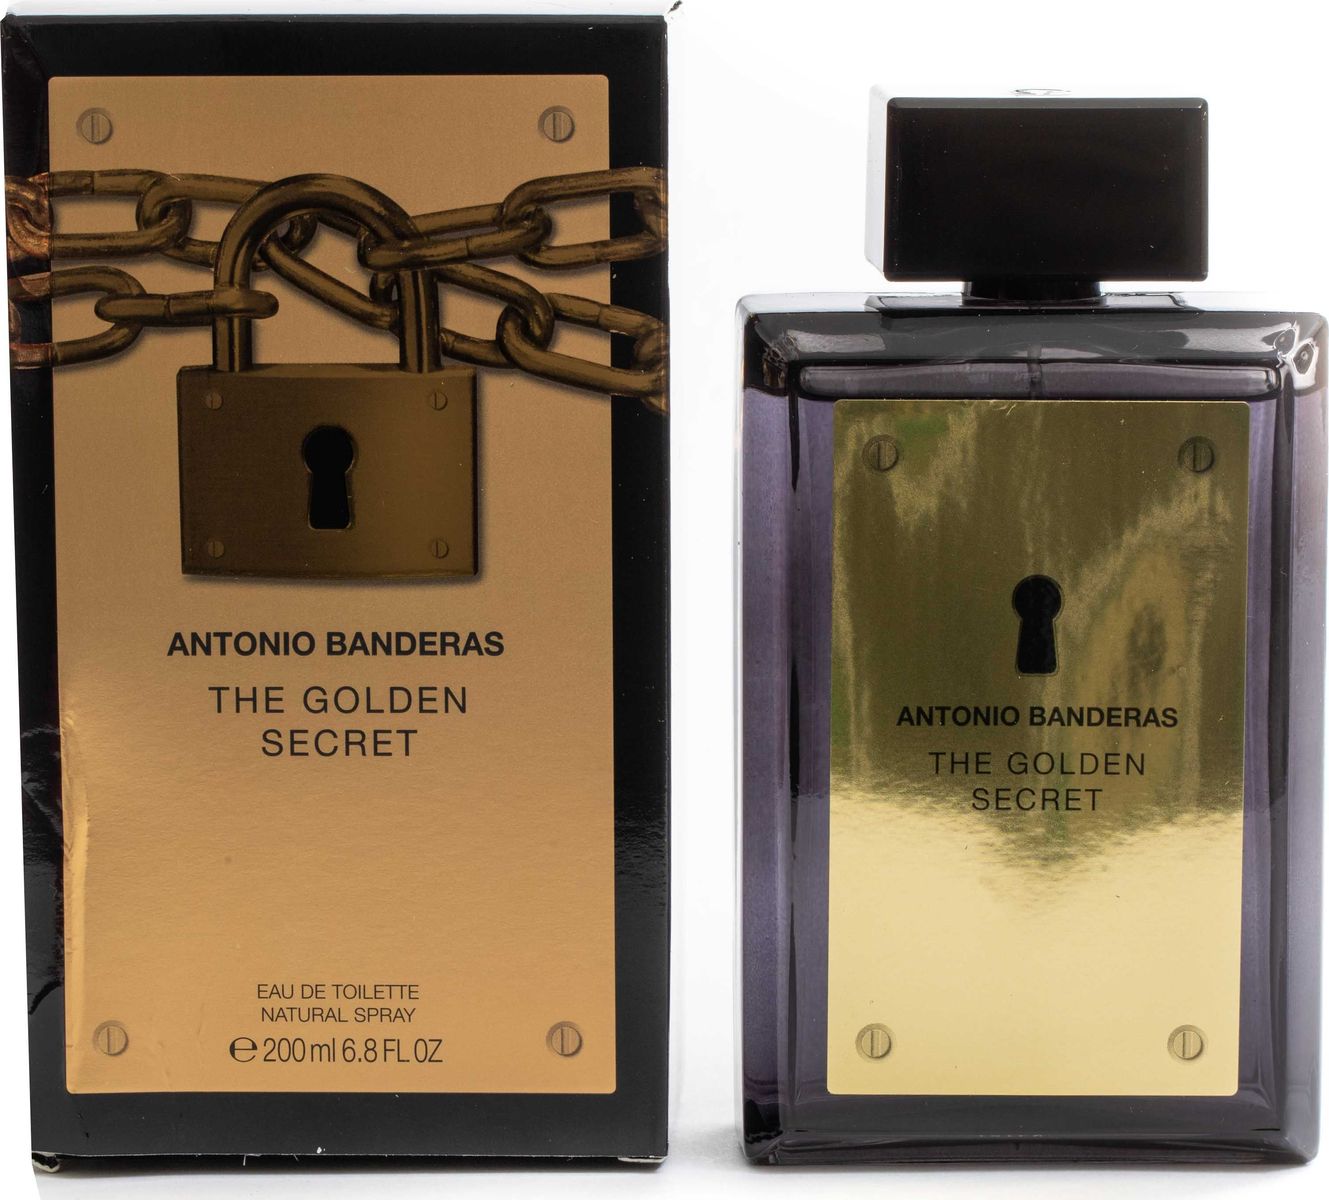 ANTONIO BANDERAS
THE GOLDEN
SECRET
EAU DE TOILETTE
NATURAL SPRAY
℮ 200 ml 6.8 FL OZ
ANTONIO BANDERAS
THE GOLDEN
SECRET